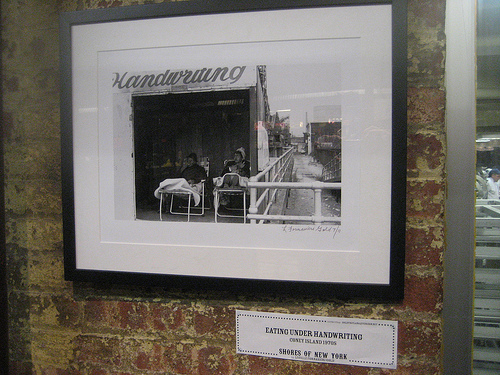 Handwriting
EATING UNDER HANDWRITING
CONEY ISLAND 1970S
SHORES OF NEW YORK